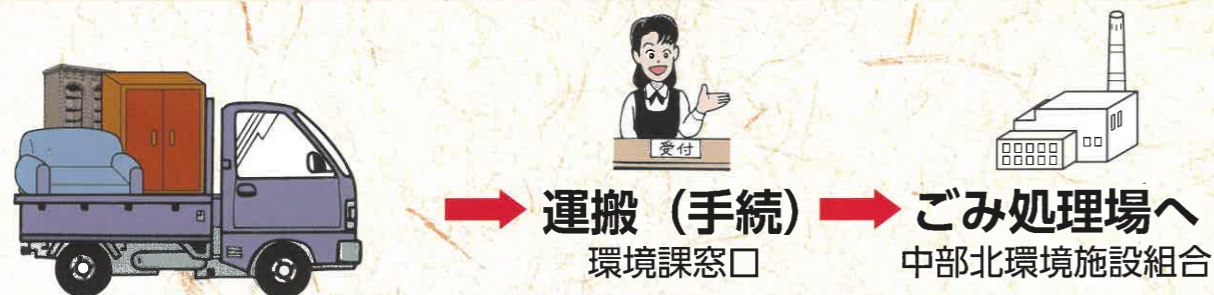 受付
運搬（手続）
環境課窓口
ごみ処理場へ
中部北環境施設組合